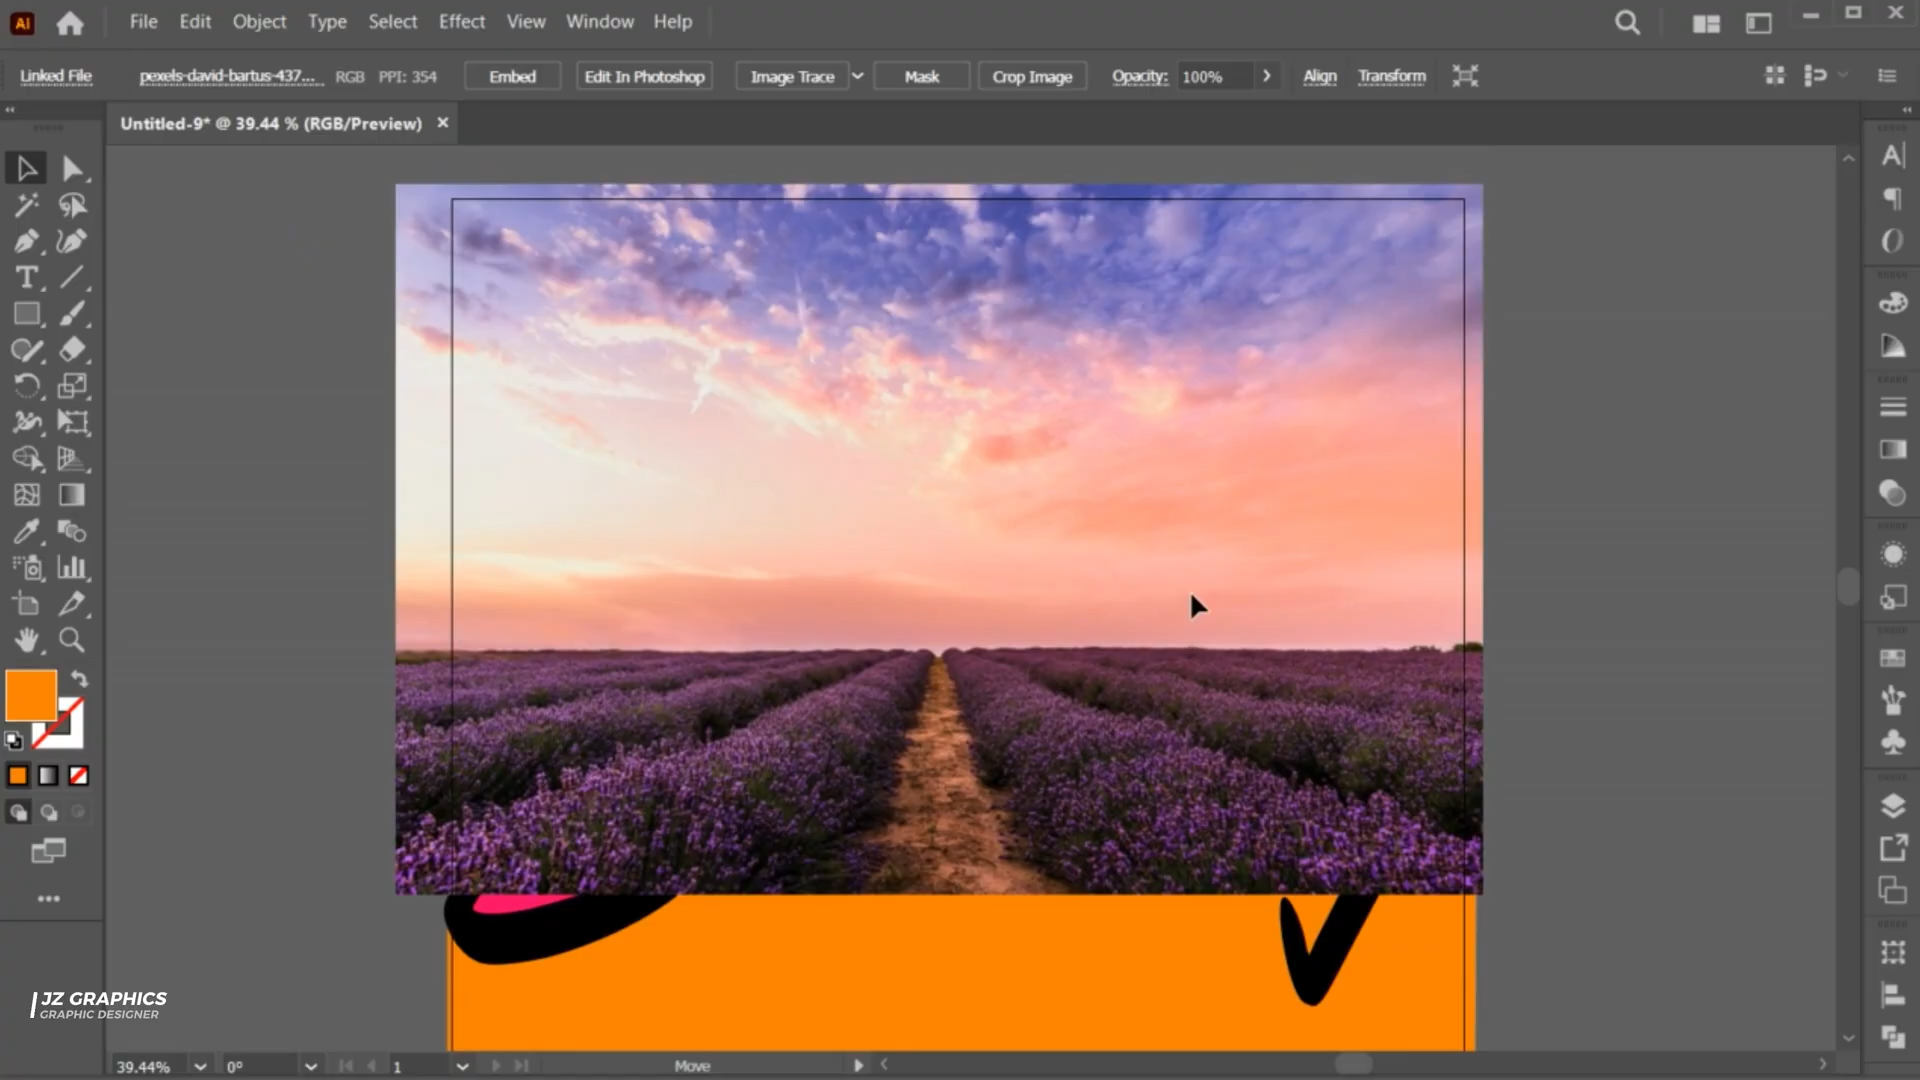 Ai File Edit Object Type Select Effect View Window Help
Linked File pexels-david-bartus-437... RGB PPI: 354 Embed Edit In Photoshop Image Trace Mask Crop Image Opacity: 100% Align Transform
Untitled-9* @ 39.44 % (RGB/Preview)
JZ GRAPHICS
GRAPHIC DESIGNER
39.44% 0° 1 Move